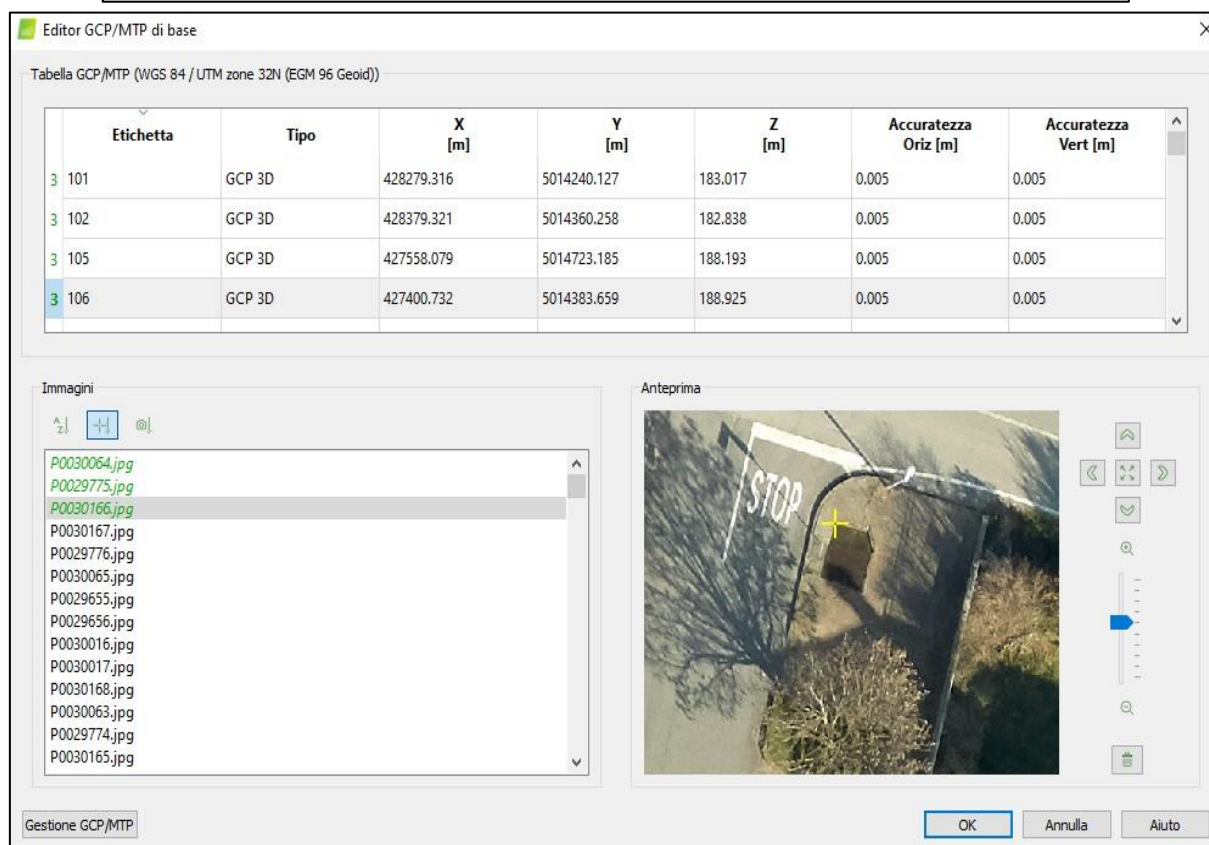 Editor GCP/MTP di base
Tabella GCP/MTP (WGS 84 / UTM zone 32N (EGM 96 Geoid))
Etichetta Tipo X [m] Y [m] Z [m] Accuratezza Oriz [m] Accuratezza Vert [m]
3 101 GCP 3D 428279.316 5014240.127 183.017 0.005 0.005
3 102 GCP 3D 428379.321 5014360.258 182.838 0.005 0.005
3 105 GCP 3D 427558.079 5014723.185 188.193 0.005 0.005
3 106 GCP 3D 427400.732 5014383.659 188.925 0.005 0.005
Immagini
P0030064.jpg
P0029775.jpg
P0030166.jpg
P0030167.jpg
P0029776.jpg
P0030065.jpg
P0029655.jpg
P0029656.jpg
P0030016.jpg
P0030017.jpg
P0030168.jpg
P0030063.jpg
P0029774.jpg
P0030165.jpg
Anteprima
STOP
Gestione GCP/MTP
OK Annulla Aiuto